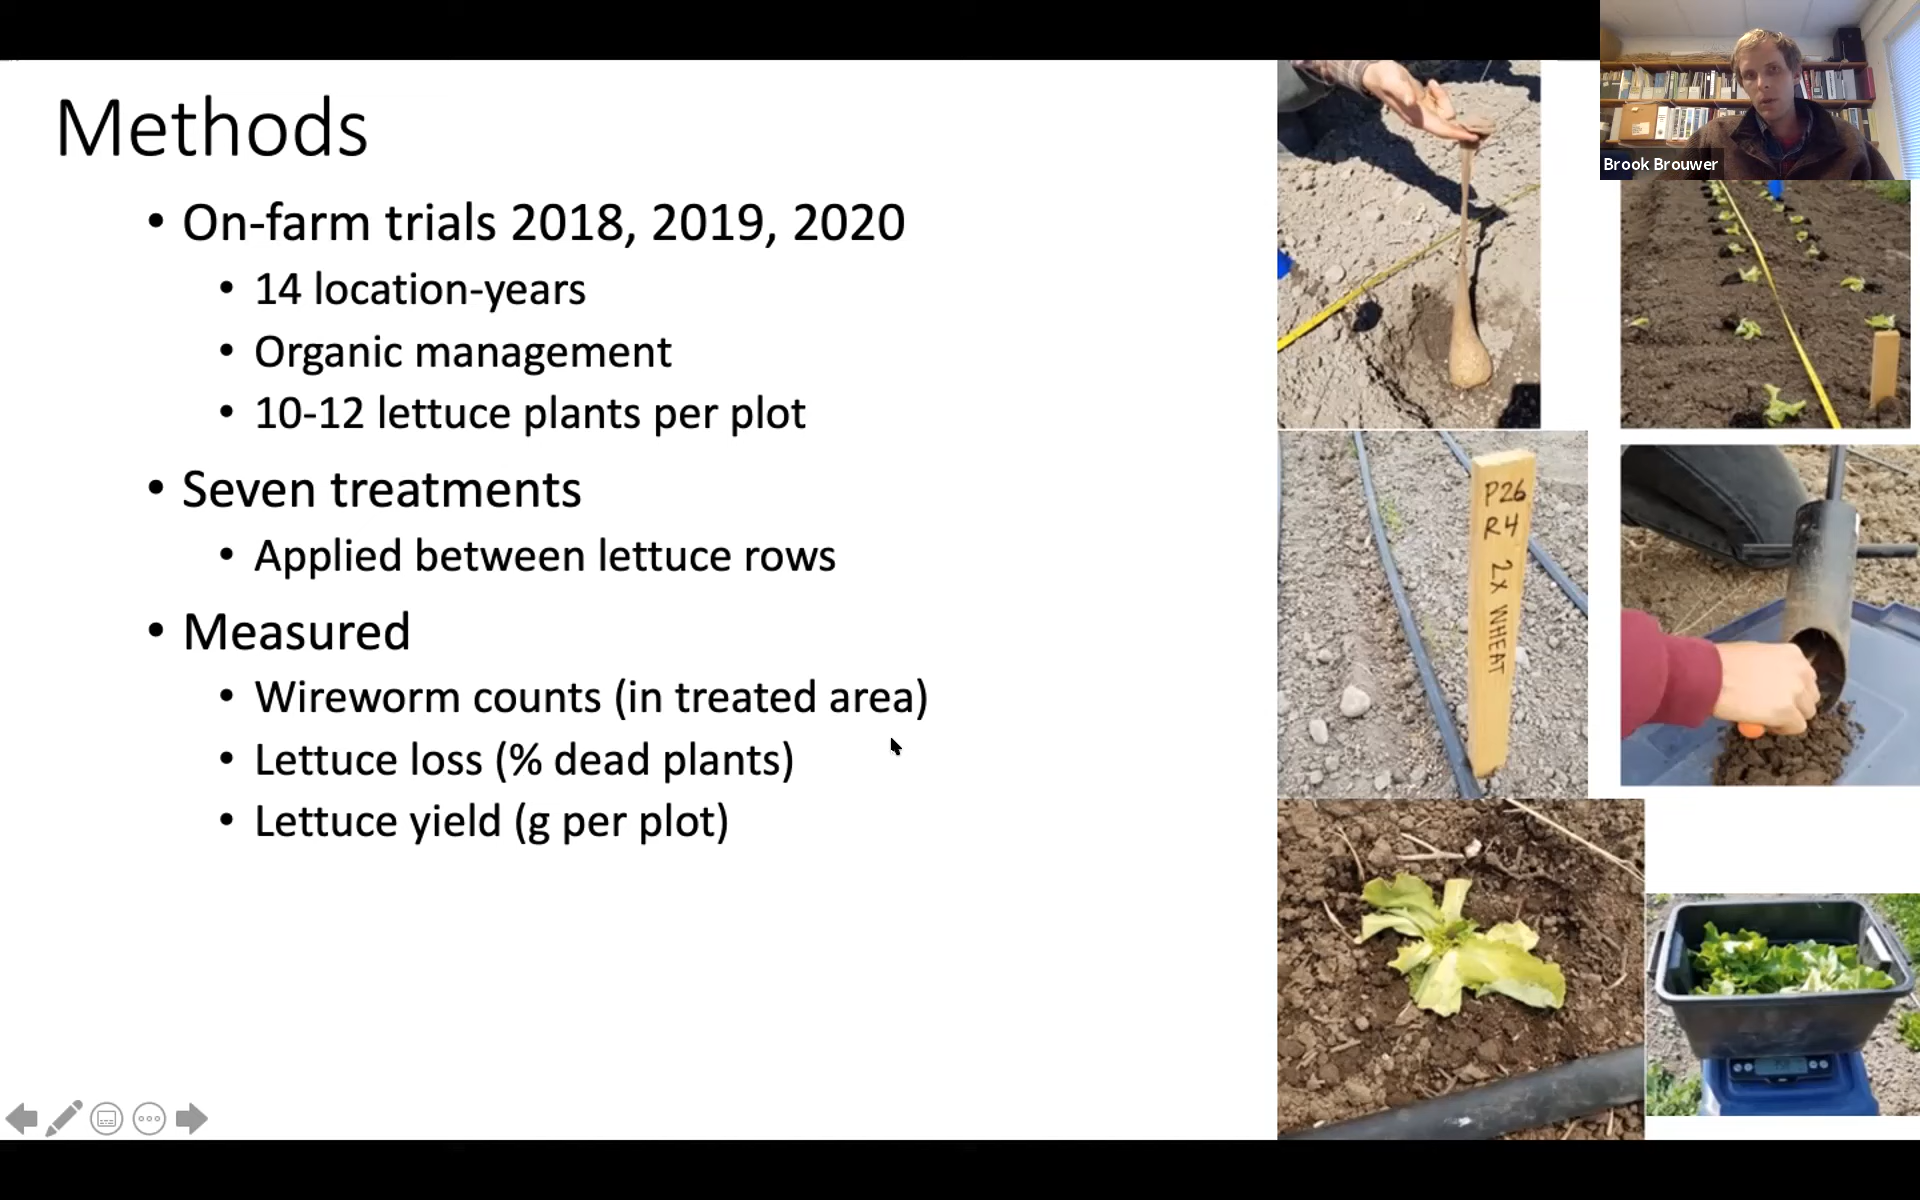 Methods
• On-farm trials 2018, 2019, 2020
• 14 location-years
• Organic management
• 10-12 lettuce plants per plot
• Seven treatments
• Applied between lettuce rows
• Measured
• Wireworm counts (in treated area)
• Lettuce loss (% dead plants)
• Lettuce yield (g per plot)
Brook Brouwer
P26
R4
2X WHEAT